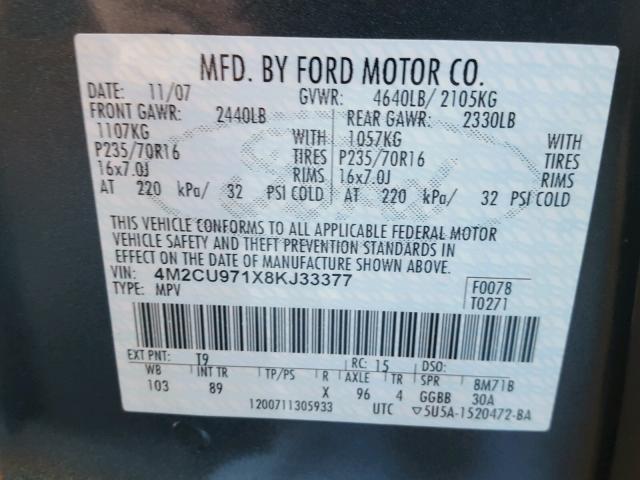 MFD. BY FORD MOTOR CO.
DATE: 11/07 GVWR: 4640LB/ 2105KG
FRONT GAWR: 2440LB REAR GAWR: 2330LB
1107KG WITH 1057KG WITH
P235/70R16 TIRES P235/70R16 TIRES
16x7.0J RIMS 16x7.0J RIMS
AT 220 kPa/ 32 PSI COLD AT 220 kPa/ 32 PSI COLD
THIS VEHICLE CONFORMS TO ALL APPLICABLE FEDERAL MOTOR
VEHICLE SAFETY AND THEFT PREVENTION STANDARDS IN
EFFECT ON THE DATE OF MANUFACTURE SHOWN ABOVE.
VIN: 4M2CU971X8KJ33377 F0078
TYPE: MPV T0271
EXT PNT: T9 RC: 15 DSO:
WB INT TR TP/PS R AXLE TR SPR 8M71B
103 89 X 96 4 GGBB 30A
1200711305933 UTC ▽5U5A-1520472-BA